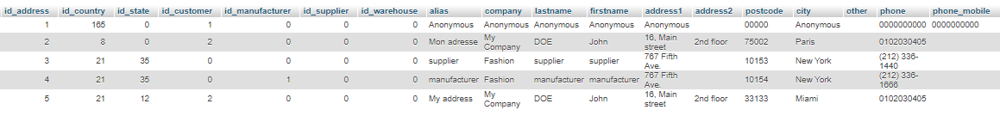 id_address id_country id_state id_customer id_manufacturer id_supplier id_warehouse alias company lastname firstname address1 address2 postcode city other phone phone_mobile
1 165 0 1 0 0 0 Anonymous Anonymous Anonymous Anonymous Anonymous 00000 Anonymous 0000000000 0000000000
2 8 0 2 0 0 0 Mon adresse My Company DOE John 16, Main street 2nd floor 75002 Paris 0102030405
3 21 35 0 0 0 0 supplier Fashion supplier supplier 767 Fifth Ave. 10153 New York (212) 336-1440
4 21 35 0 1 0 0 manufacturer Fashion manufacturer manufacturer 767 Fifth Ave. 10154 New York (212) 336-1666
5 21 12 2 0 0 0 My address My Company DOE John 16, Main street 2nd floor 33133 Miami 0102030405